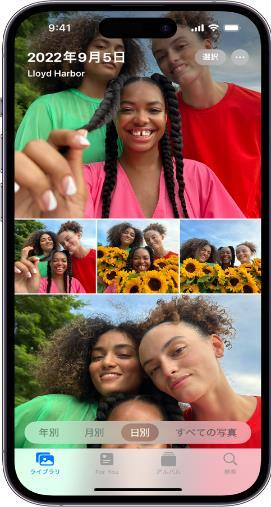 9:41
2022年9月5日
選択
Lloyd Harbor
年別
月別
日別
すべての写真
ライブラリ
For You
アルバム
検索